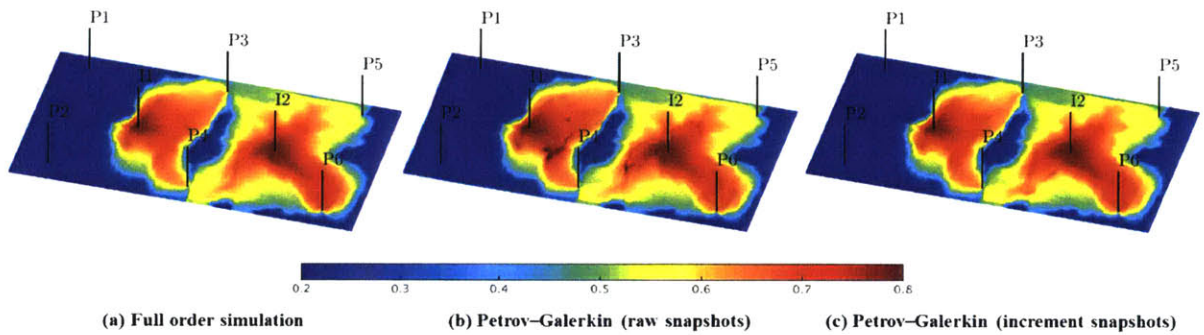 P1 P1 P1
P3 P3 P3
P5 P5 P5
I1 I1 I1
I2 I2 I2
P2 P2 P2
P4 P4 P4
P6 P6 P6
0.2 0.3 0.4 0.5 0.6 0.7 0.8
(a) Full order simulation (b) Petrov–Galerkin (raw snapshots) (c) Petrov–Galerkin (increment snapshots)